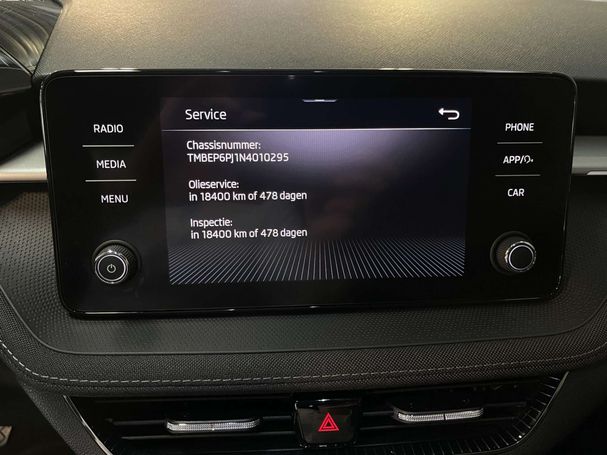 Service
RADIO
MEDIA
MENU
Chassisnummer:
TMBEP6PJ1N4010295
Olieservice:
in 18400 km of 478 dagen
Inspectie:
in 18400 km of 478 dagen
PHONE
APP/
CAR